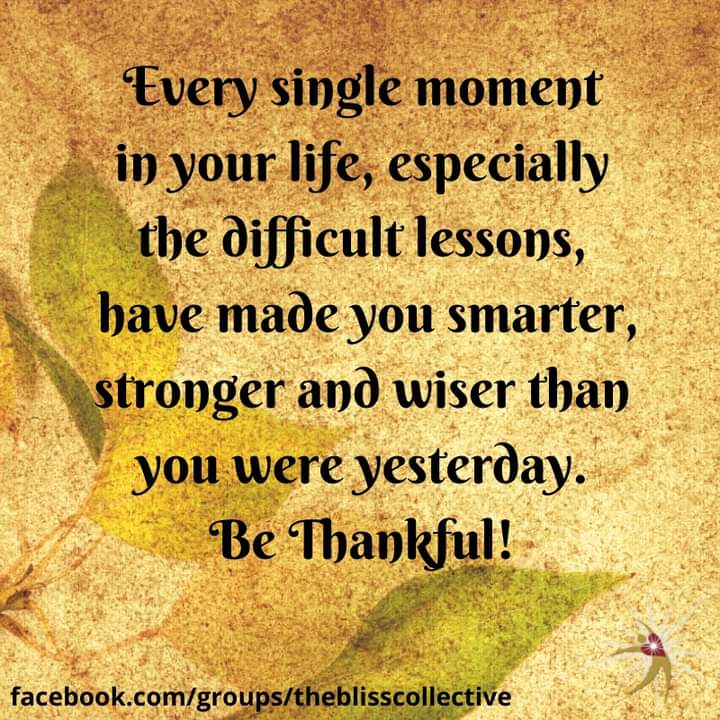 Every single moment
in your life, especially
the difficult lessons,
have made you smarter,
stronger and wiser than
you were yesterday.
Be Thankful!
facebook.com/groups/theblisscollective